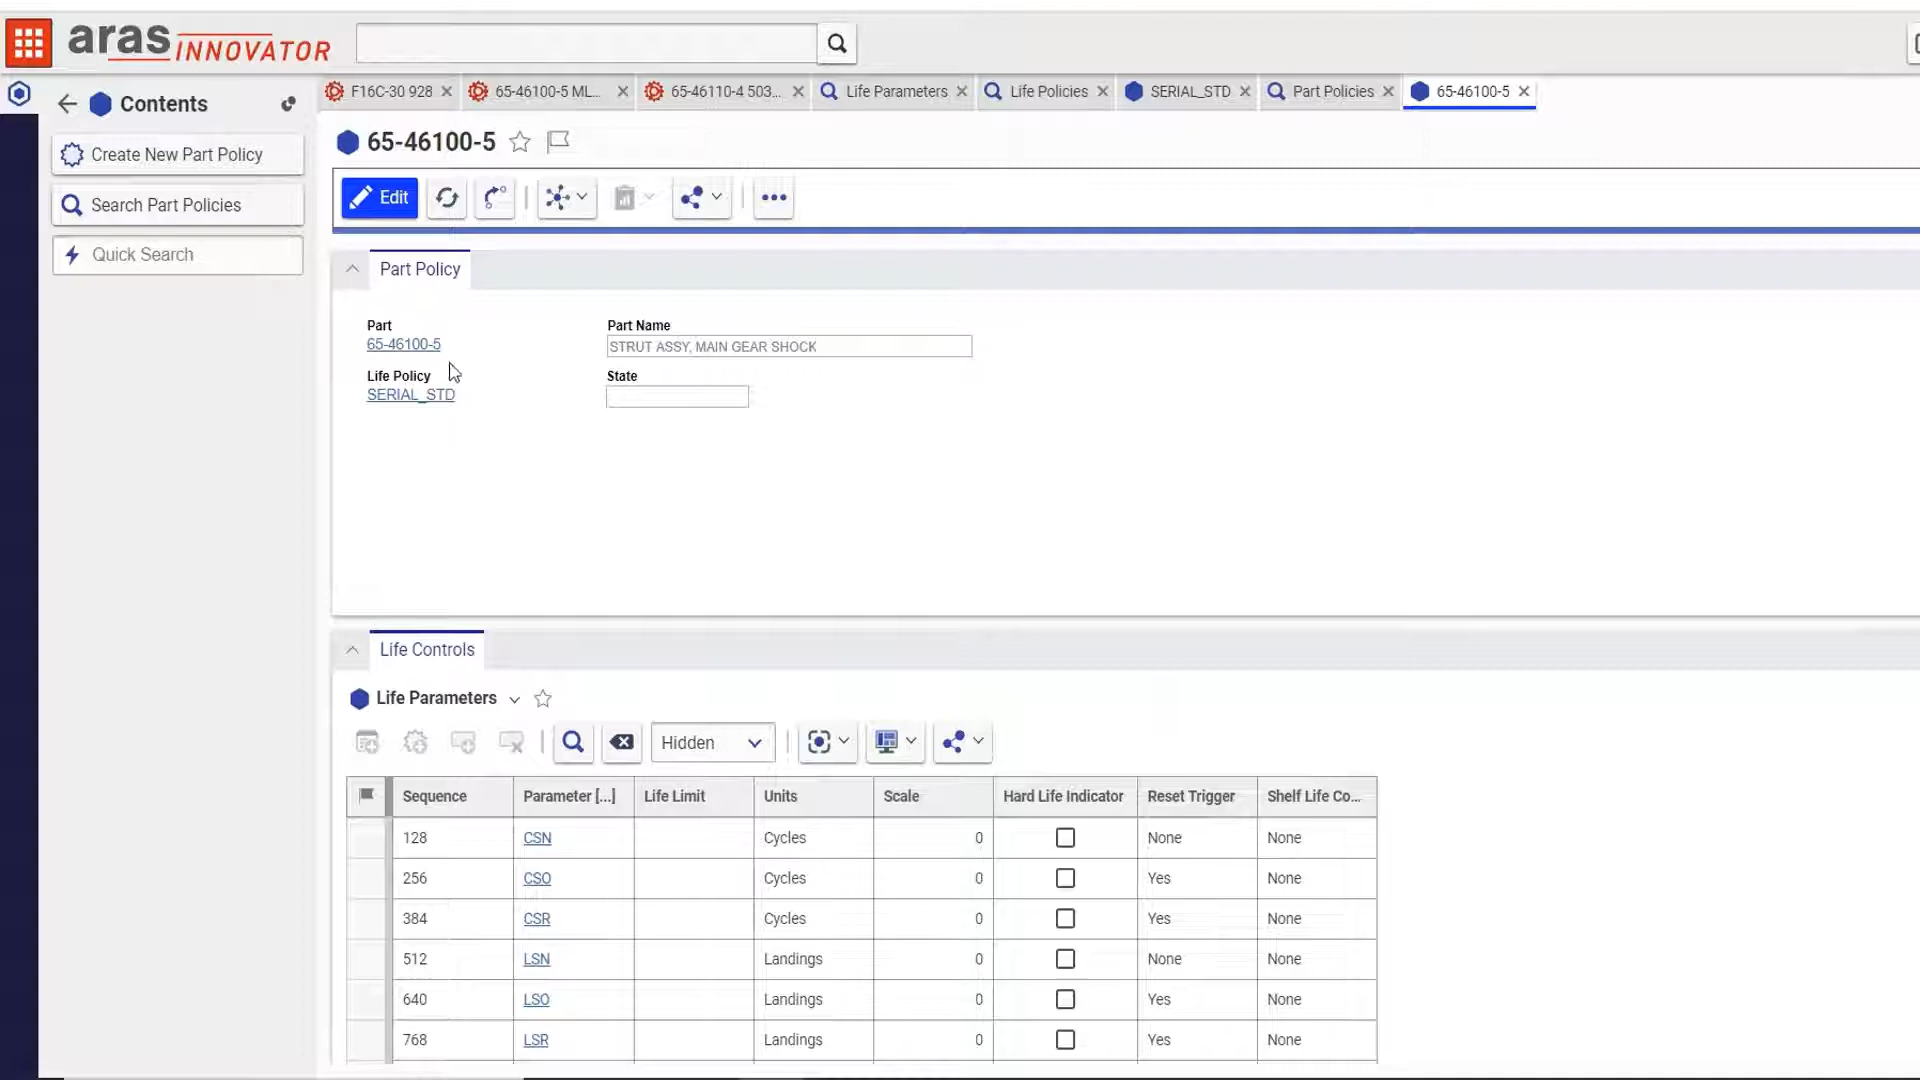 aras INNOVATOR
Contents
Create New Part Policy
Search Part Policies
Quick Search
F16C-30 928
65-46100-5 ML...
65-46110-4 503...
Life Parameters
Life Policies
SERIAL_STD
Part Policies
65-46100-5
65-46100-5
Edit
Part Policy
Part
65-46100-5
Part Name
STRUT ASSY, MAIN GEAR SHOCK
Life Policy
SERIAL_STD
State
Life Controls
Life Parameters
Hidden
Sequence Parameter [...] Life Limit Units Scale Hard Life Indicator Reset Trigger Shelf Life Co...
128 CSN Cycles 0 None None
256 CSO Cycles 0 Yes None
384 CSR Cycles 0 Yes None
512 LSN Landings 0 None None
640 LSO Landings 0 Yes None
768 LSR Landings 0 Yes None